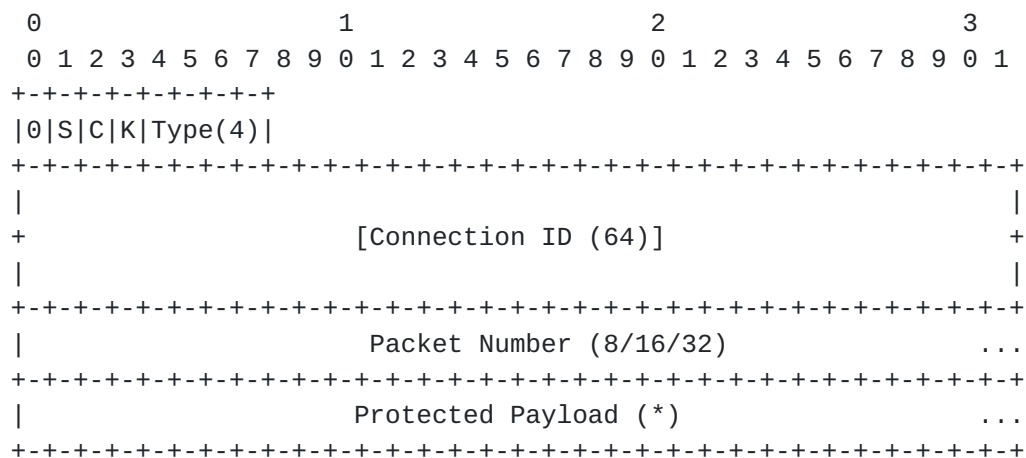 0                   1                   2                   3
 0 1 2 3 4 5 6 7 8 9 0 1 2 3 4 5 6 7 8 9 0 1 2 3 4 5 6 7 8 9 0 1
+-+-+-+-+-+-+-+-+
|0|S|C|K|Type(4)|
+-+-+-+-+-+-+-+-+-+-+-+-+-+-+-+-+-+-+-+-+-+-+-+-+-+-+-+-+-+-+-+-+
|                                                               |
+                     [Connection ID (64)]                      +
|                                                               |
+-+-+-+-+-+-+-+-+-+-+-+-+-+-+-+-+-+-+-+-+-+-+-+-+-+-+-+-+-+-+-+-+
|                      Packet Number (8/16/32)                ...
+-+-+-+-+-+-+-+-+-+-+-+-+-+-+-+-+-+-+-+-+-+-+-+-+-+-+-+-+-+-+-+-+
|                     Protected Payload (*)                   ...
+-+-+-+-+-+-+-+-+-+-+-+-+-+-+-+-+-+-+-+-+-+-+-+-+-+-+-+-+-+-+-+-+